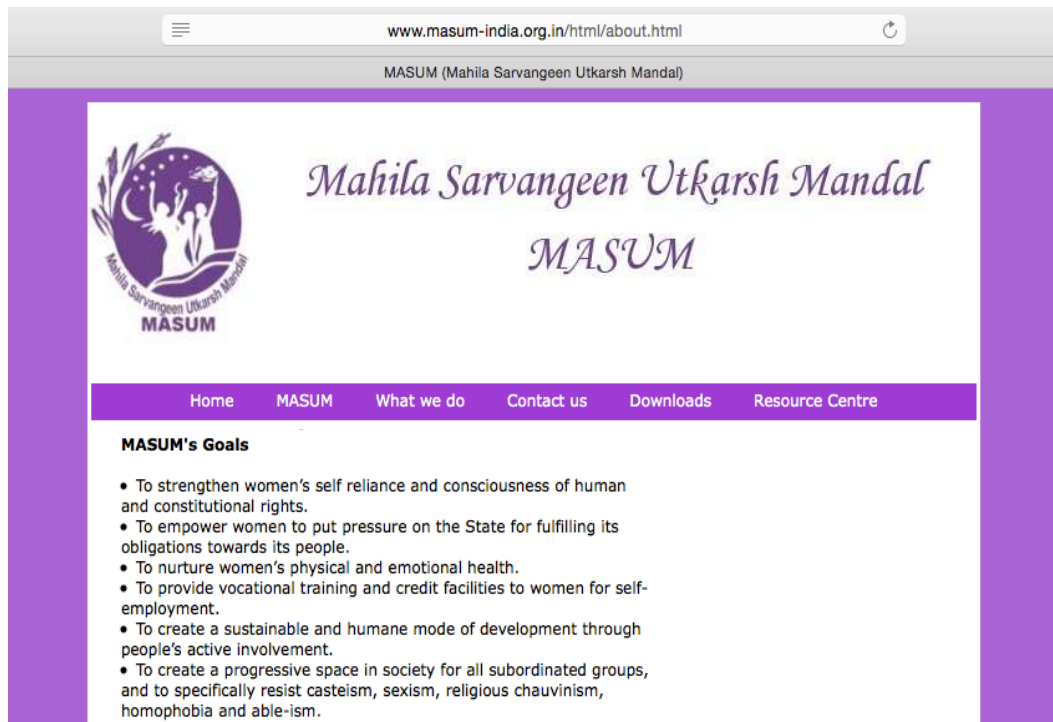 www.masum-india.org.in/html/about.html
MASUM (Mahila Sarvangeen Utkarsh Mandal)
Mahila Sarvangeen Utkarsh Mandal
MASUM
Mahila Sarvangeen Utkarsh Mandal
MASUM
Home MASUM What we do Contact us Downloads Resource Centre
MASUM's Goals
• To strengthen women’s self reliance and consciousness of human
and constitutional rights.
• To empower women to put pressure on the State for fulfilling its
obligations towards its people.
• To nurture women’s physical and emotional health.
• To provide vocational training and credit facilities to women for self-
employment.
• To create a sustainable and humane mode of development through
people’s active involvement.
• To create a progressive space in society for all subordinated groups,
and to specifically resist casteism, sexism, religious chauvinism,
homophobia and able-ism.